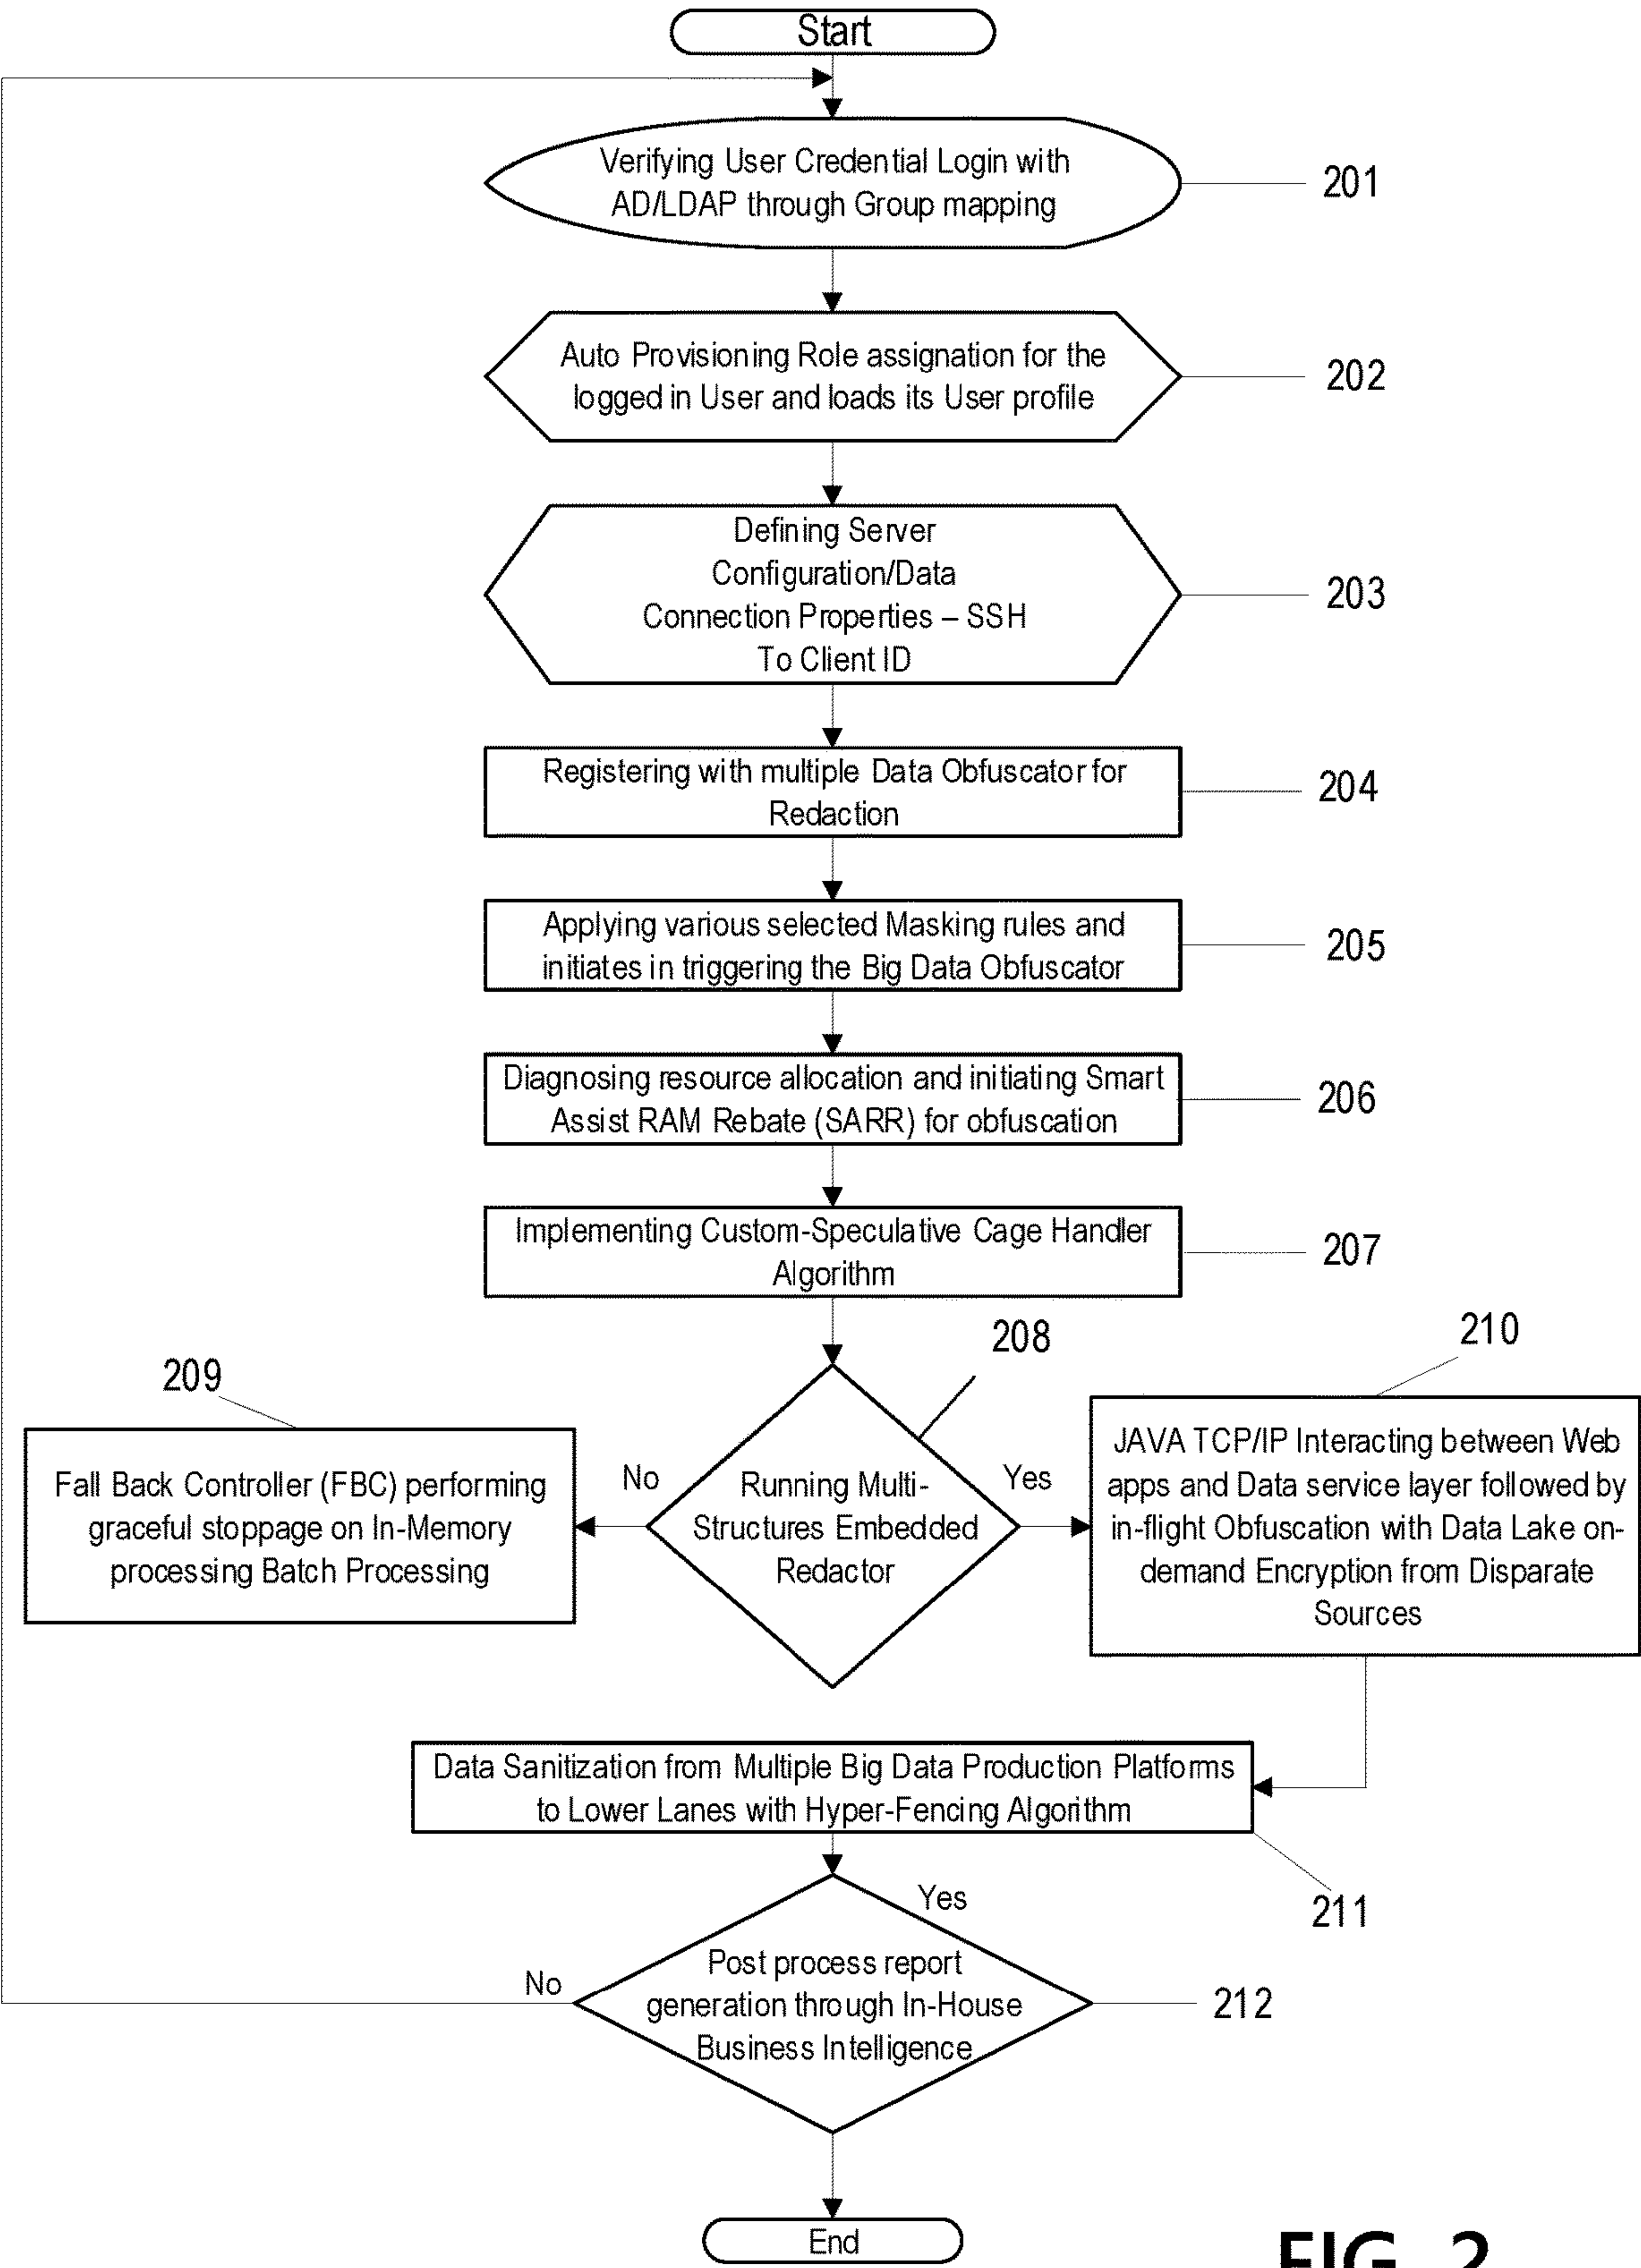 Start
Verifying User Credential Login with
AD/LDAP through Group mapping
201
Auto Provisioning Role assignation for the
logged in User and loads its User profile
202
Defining Server
Configuration/Data
Connection Properties – SSH
To Client ID
203
Registering with multiple Data Obfuscator for
Redaction
204
Applying various selected Masking rules and
initiates in triggering the Big Data Obfuscator
205
Diagnosing resource allocation and initiating Smart
Assist RAM Rebate (SARR) for obfuscation
206
Implementing Custom-Speculative Cage Handler
Algorithm
207
208
210
209
Fall Back Controller (FBC) performing
graceful stoppage on In-Memory
processing Batch Processing
No
Running Multi-
Structures Embedded
Redactor
Yes
JAVA TCP/IP Interacting between Web
apps and Data service layer followed by
in-flight Obfuscation with Data Lake on-
demand Encryption from Disparate
Sources
Data Sanitization from Multiple Big Data Production Platforms
to Lower Lanes with Hyper-Fencing Algorithm
211
Yes
No
Post process report
generation through In-House
Business Intelligence
212
End
FIG. 2